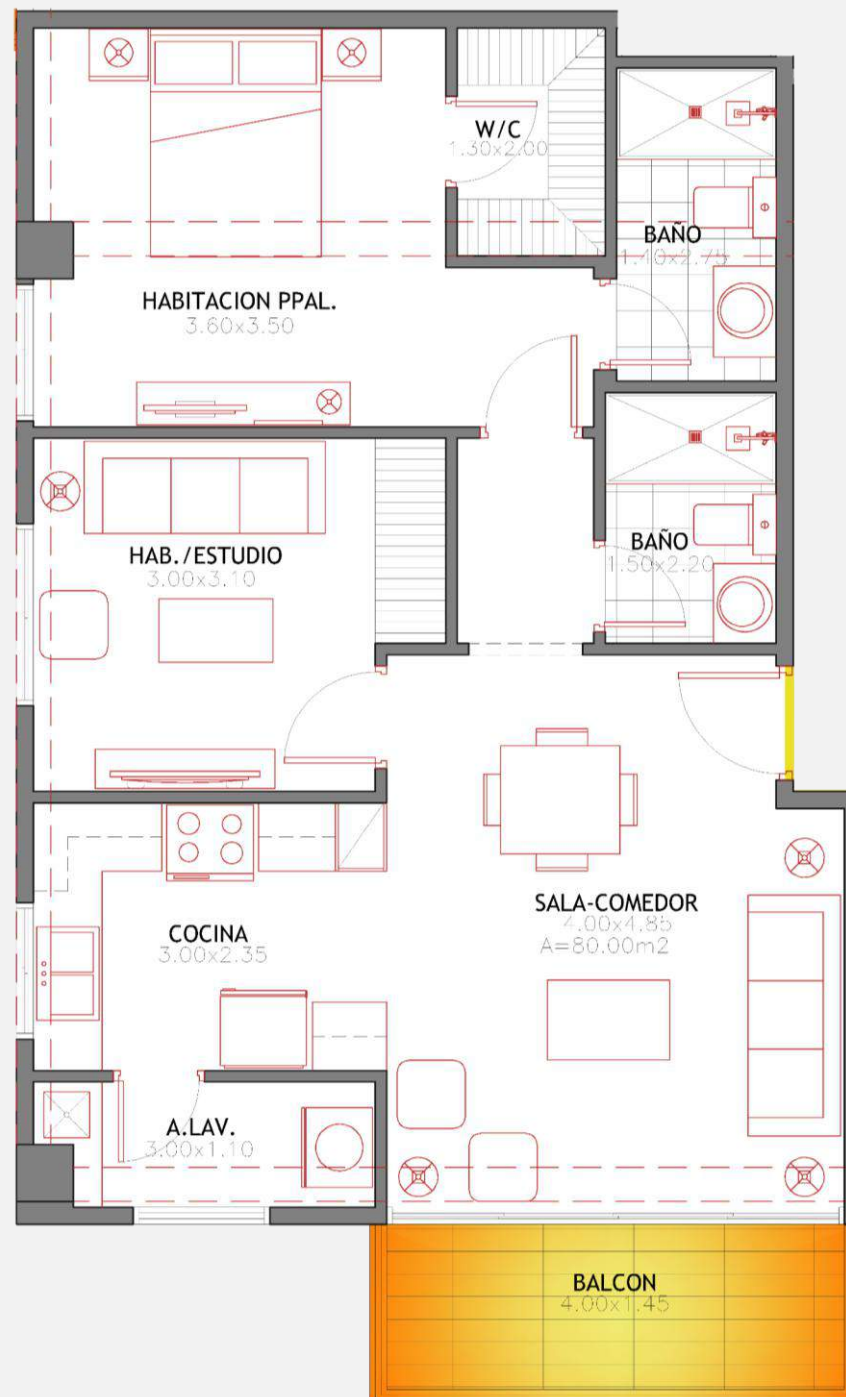 W/C
1.30x2.00
BAÑO
1.40x2.75
HABITACION PPAL.
3.60x3.50
HAB./ESTUDIO
3.00x3.10
BAÑO
1.50x2.20
SALA-COMEDOR
4.00x4.85
A=80.00m2
COCINA
3.00x2.35
A.LAV.
3.00x1.10
BALCON
4.00x1.45